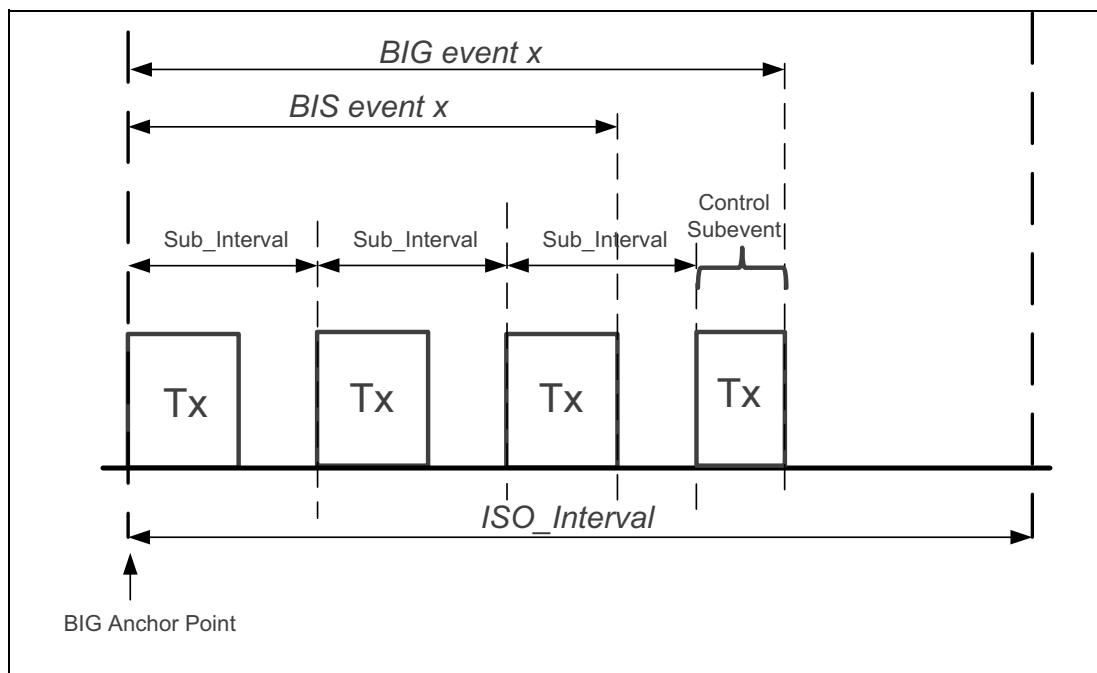 BIG event x
BIS event x
Control
Subevent
Sub_Interval
Sub_Interval
Sub_Interval
Tx
Tx
Tx
Tx
ISO_Interval
BIG Anchor Point